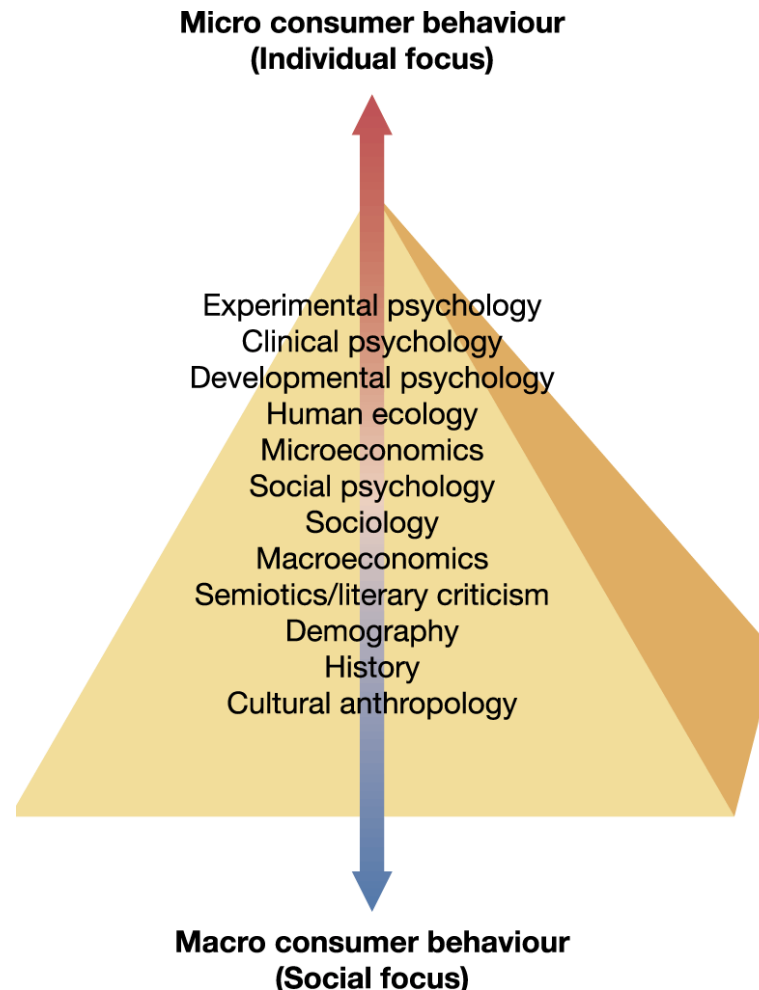 Micro consumer behaviour
(Individual focus)
Experimental psychology
Clinical psychology
Developmental psychology
Human ecology
Microeconomics
Social psychology
Sociology
Macroeconomics
Semiotics/literary criticism
Demography
History
Cultural anthropology
Macro consumer behaviour
(Social focus)